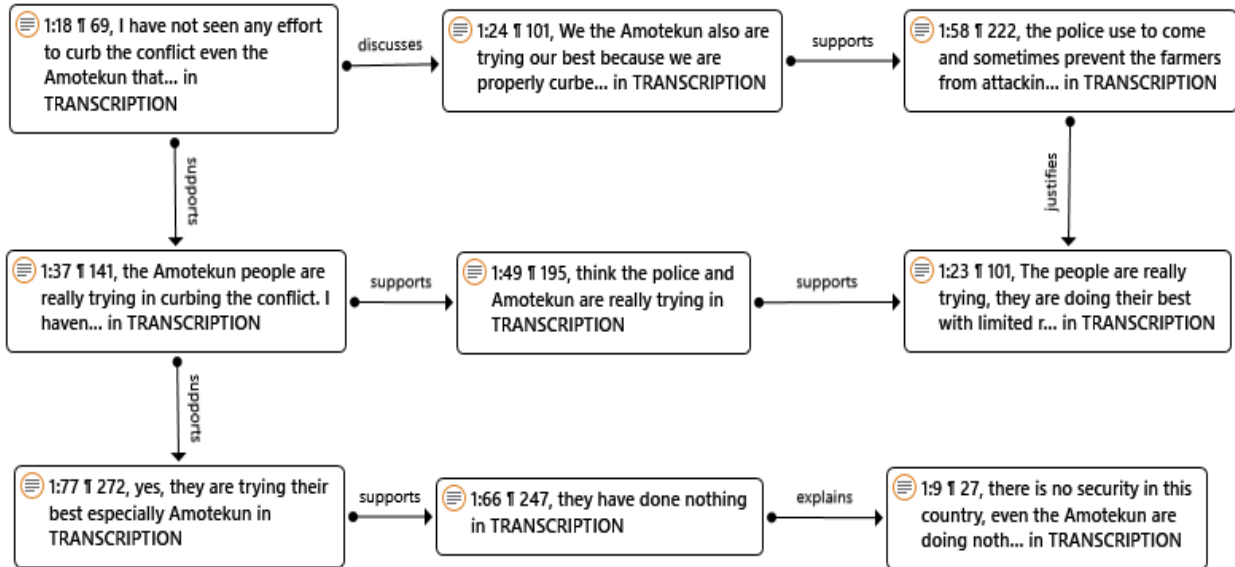 1:18 ¶ 69, I have not seen any effort
to curb the conflict even the
Amotekun that... in
TRANSCRIPTION
discusses
1:24 ¶ 101, We the Amotekun also are
trying our best because we are
properly curbe... in TRANSCRIPTION
supports
1:58 ¶ 222, the police use to come
and sometimes prevent the farmers
from attackin... in TRANSCRIPTION
supports
justifies
1:37 ¶ 141, the Amotekun people are
really trying in curbing the conflict. I
haven... in TRANSCRIPTION
supports
1:49 ¶ 195, think the police and
Amotekun are really trying in
TRANSCRIPTION
supports
1:23 ¶ 101, The people are really
trying, they are doing their best
with limited r... in TRANSCRIPTION
supports
1:77 ¶ 272, yes, they are trying their
best especially Amotekun in
TRANSCRIPTION
supports
1:66 ¶ 247, they have done nothing
in TRANSCRIPTION
explains
1:9 ¶ 27, there is no security in this
country, even the Amotekun are
doing noth... in TRANSCRIPTION